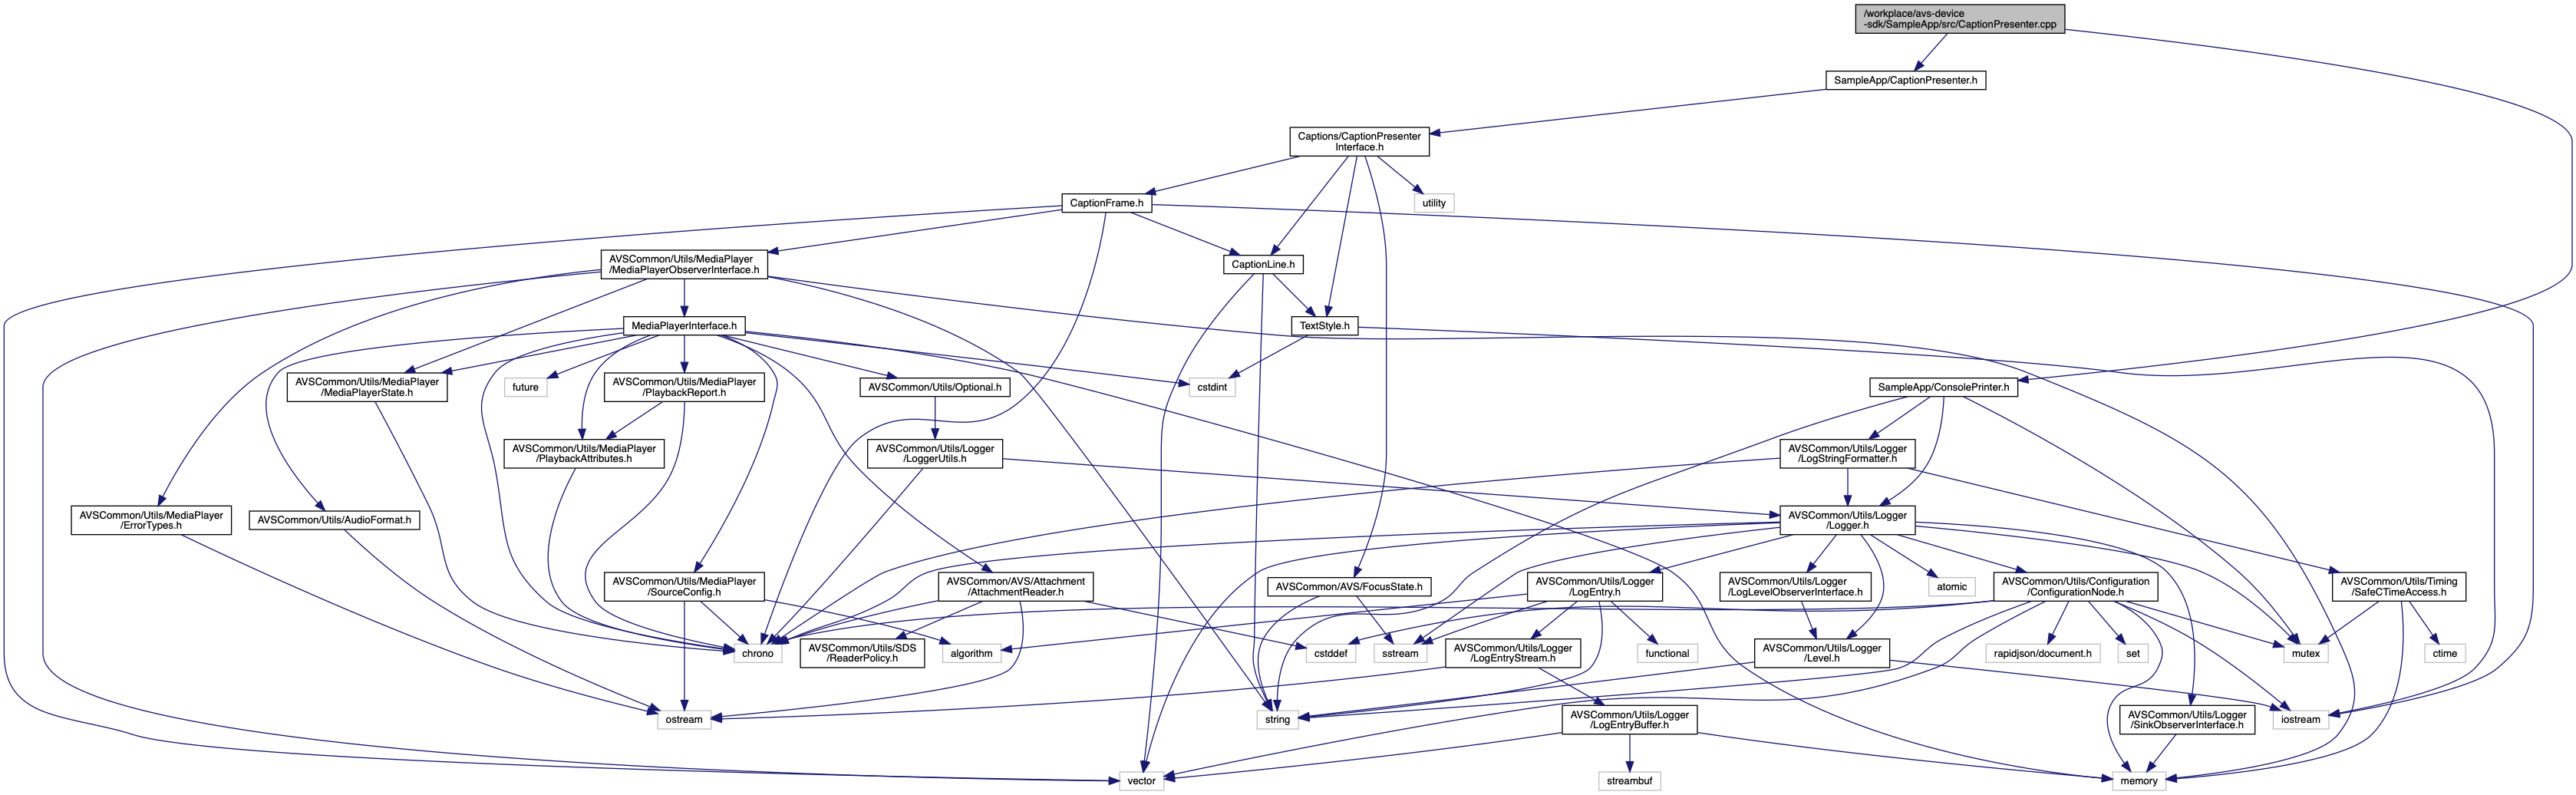 /workplace/avs-device
-sdk/SampleApp/src/CaptionPresenter.cpp
SampleApp/CaptionPresenter.h
Captions/CaptionPresenter
Interface.h
CaptionFrame.h
utility
AVSCommon/Utils/MediaPlayer
/MediaPlayerObserverInterface.h
CaptionLine.h
MediaPlayerInterface.h
TextStyle.h
AVSCommon/Utils/MediaPlayer
/MediaPlayerState.h
future
AVSCommon/Utils/MediaPlayer
/PlaybackReport.h
AVSCommon/Utils/Optional.h
cstdint
SampleApp/ConsolePrinter.h
AVSCommon/Utils/MediaPlayer
/PlaybackAttributes.h
AVSCommon/Utils/Logger
/LoggerUtils.h
AVSCommon/Utils/Logger
/LogStringFormatter.h
AVSCommon/Utils/MediaPlayer
/ErrorTypes.h
AVSCommon/Utils/AudioFormat.h
AVSCommon/Utils/Logger
/Logger.h
AVSCommon/Utils/MediaPlayer
/SourceConfig.h
AVSCommon/AVS/Attachment
/AttachmentReader.h
AVSCommon/AVS/FocusState.h
AVSCommon/Utils/Logger
/LogEntry.h
AVSCommon/Utils/Logger
/LogLevelObserverInterface.h
atomic
AVSCommon/Utils/Configuration
/ConfigurationNode.h
AVSCommon/Utils/Timing
/SafeCTimeAccess.h
chrono
AVSCommon/Utils/SDS
/ReaderPolicy.h
algorithm
cstddef
sstream
AVSCommon/Utils/Logger
/LogEntryStream.h
functional
AVSCommon/Utils/Logger
/Level.h
rapidjson/document.h
set
mutex
ctime
ostream
string
AVSCommon/Utils/Logger
/LogEntryBuffer.h
AVSCommon/Utils/Logger
/SinkObserverInterface.h
iostream
vector
streambuf
memory